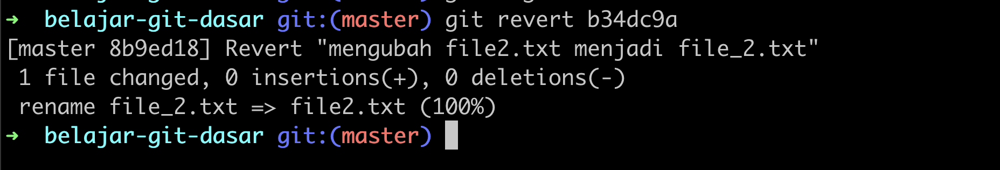 ➜ belajar-git-dasar git:(master) git revert b34dc9a
[master 8b9ed18] Revert "mengubah file2.txt menjadi file_2.txt"
1 file changed, 0 insertions(+), 0 deletions(-)
rename file_2.txt => file2.txt (100%)
➜ belajar-git-dasar git:(master)